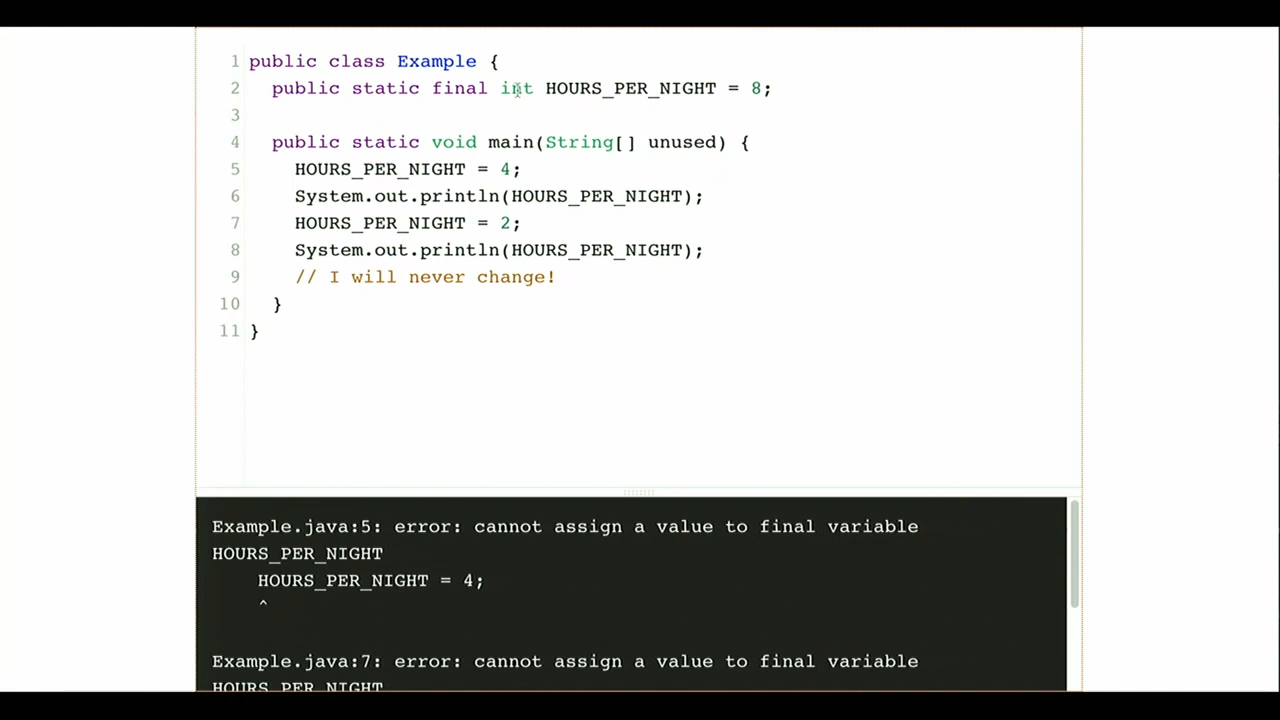 1 public class Example {
2   public static final int HOURS_PER_NIGHT = 8;
3
4   public static void main(String[] unused) {
5     HOURS_PER_NIGHT = 4;
6     System.out.println(HOURS_PER_NIGHT);
7     HOURS_PER_NIGHT = 2;
8     System.out.println(HOURS_PER_NIGHT);
9     // I will never change!
10   }
11 }
Example.java:5: error: cannot assign a value to final variable
HOURS_PER_NIGHT
    HOURS_PER_NIGHT = 4;
    ^
Example.java:7: error: cannot assign a value to final variable
HOURS_PER_NIGHT